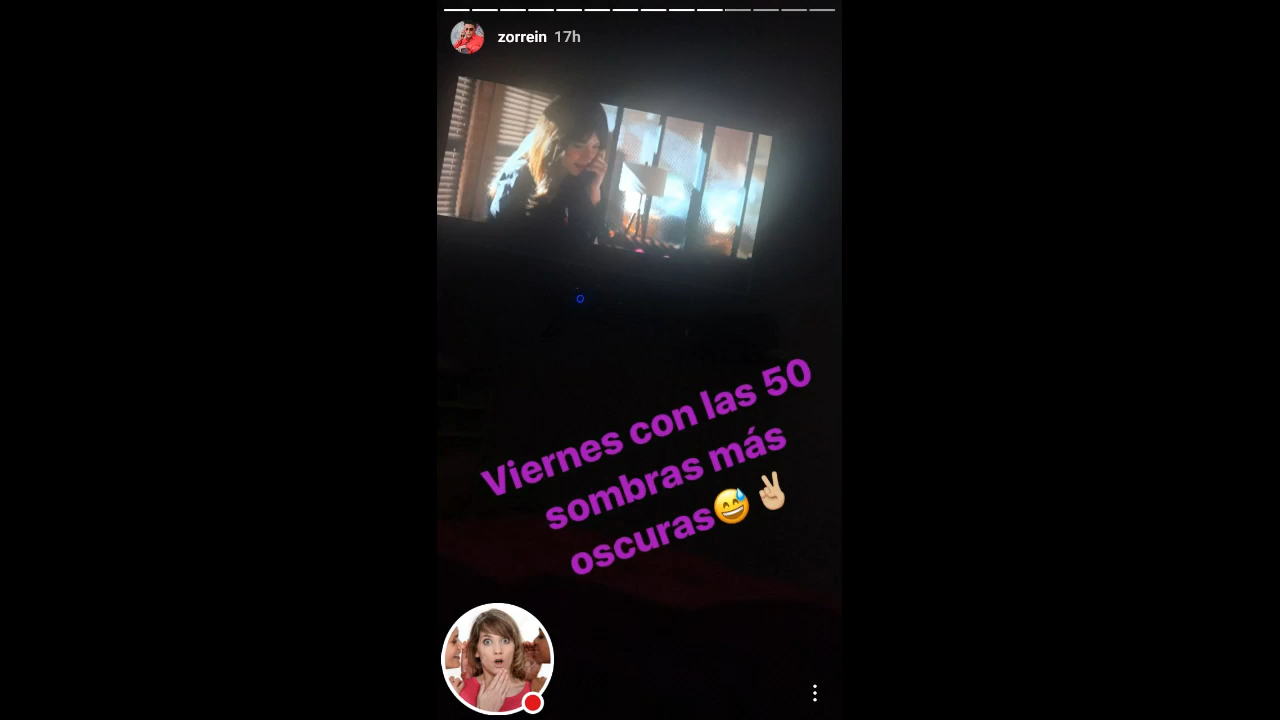 zorrein 17h
Viernes con las 50
sombras más
oscuras😅✌🏼